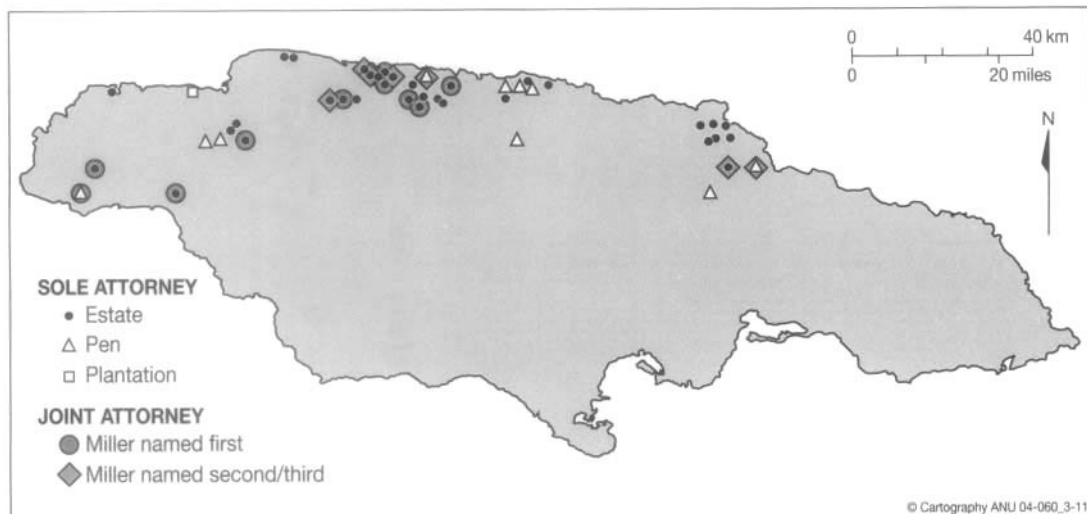 0 40 km
0 20 miles
N
SOLE ATTORNEY
Estate
Pen
Plantation
JOINT ATTORNEY
Miller named first
Miller named second/third
© Cartography ANU 04-060_3-11